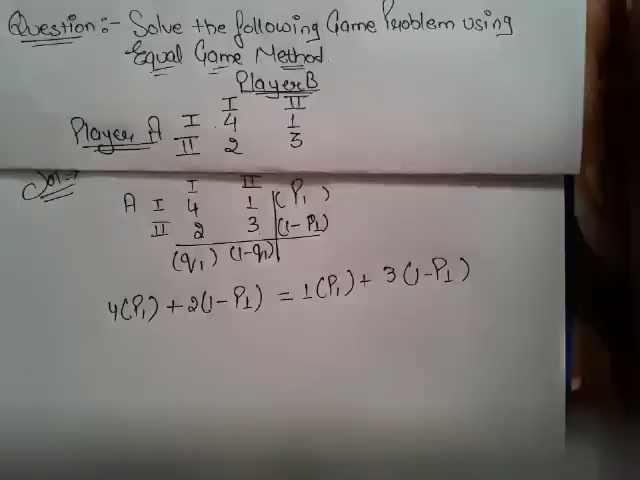 Question:- Solve the following Game Problem using
Equal Game Method.
Player B
I II
Player A I 4 1
II 2 3
Sol:→
I II
A I 4 1 (P₁)
II 2 3 (1-P₁)
(q₁) (1-q₁)
4(P₁) + 2(1-P₁) = 1(P₁) + 3(1-P₁)